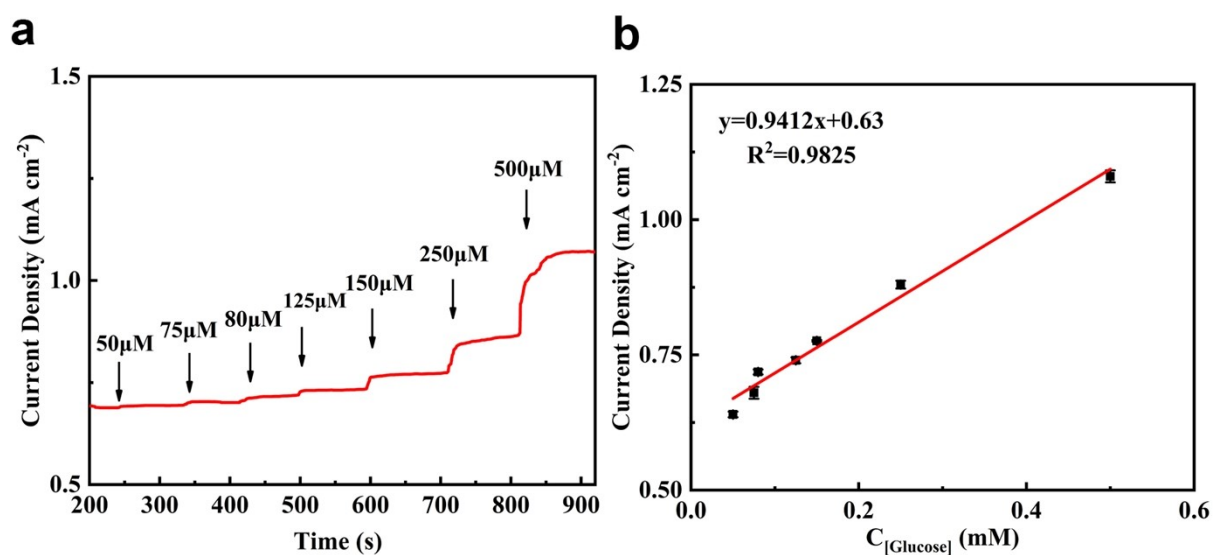 a
1.5
1.0
0.5
Current Density (mA cm⁻²)
50μM
75μM
80μM
125μM
150μM
250μM
500μM
200 300 400 500 600 700 800 900
Time (s)
b
1.25
1.00
0.75
0.50
Current Density (mA cm⁻²)
y=0.9412x+0.63
R²=0.9825
0.0 0.2 0.4 0.6
C[Glucose] (mM)